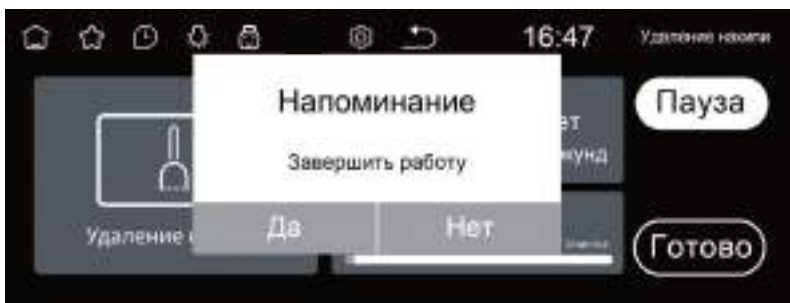 16:47 Удаление накипи
Напоминание
Пауза
Завершить работу
Удаление
Да
Нет
Готово